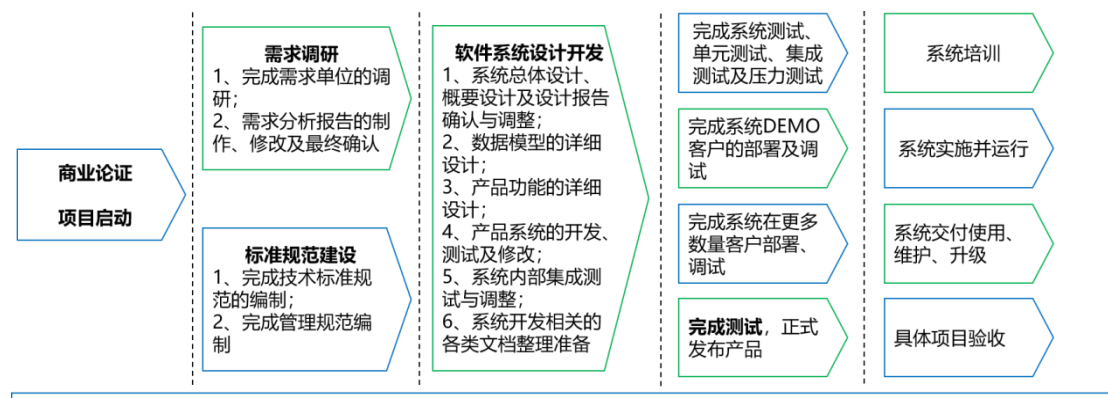 商业论证
项目启动
需求调研
1、完成需求单位的调
研；
2、需求分析报告的制
作、修改及最终确认
标准规范建设
1、完成技术标准规
范的编制；
2、完成管理规范编
制
软件系统设计开发
1、系统总体设计、
概要设计及设计报告
确认与调整；
2、数据模型的详细
设计；
3、产品功能的详细
设计；
4、产品系统的开发、
测试及修改；
5、系统内部集成测
试与调整；
6、系统开发相关的
各类文档整理准备
完成系统测试、
单元测试、集成
测试及压力测试
完成系统DEMO
客户的部署及调
试
完成系统在更多
数量客户部署、
调试
完成测试，正式
发布产品
系统培训
系统实施并运行
系统交付使用、
维护、升级
具体项目验收